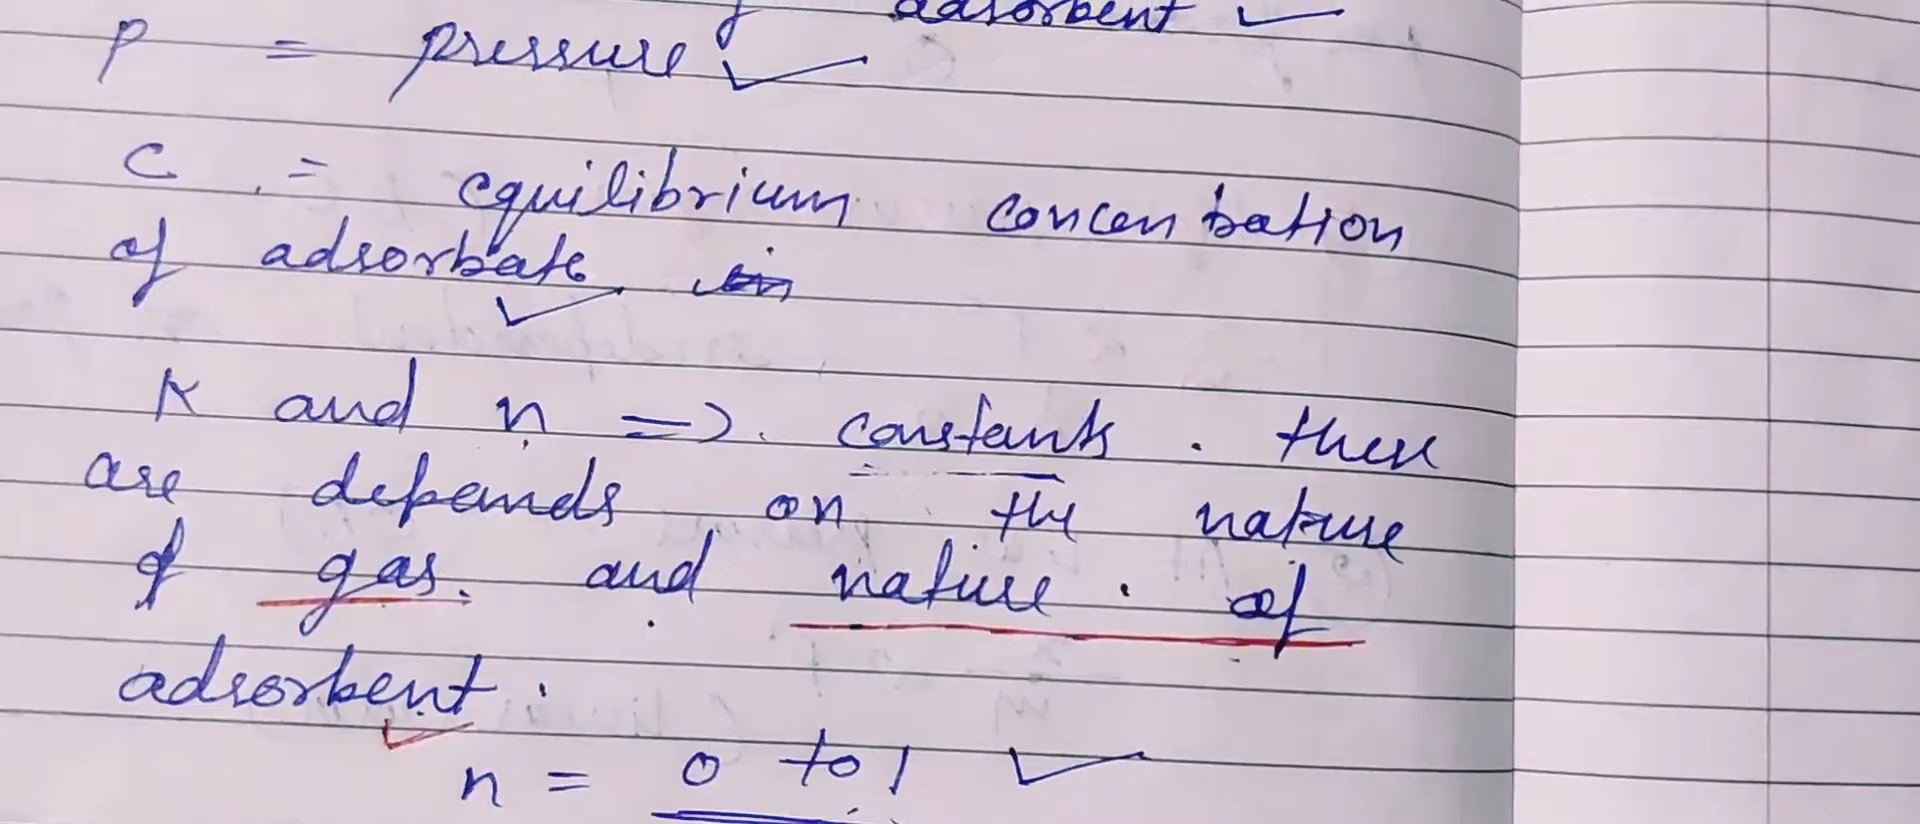 adsorbent
P = pressure
C = equilibrium concentration
of adsorbate
K and n => constants. these
are depends on the nature
of gas. and nature. of
adsorbent.
n = 0 to 1